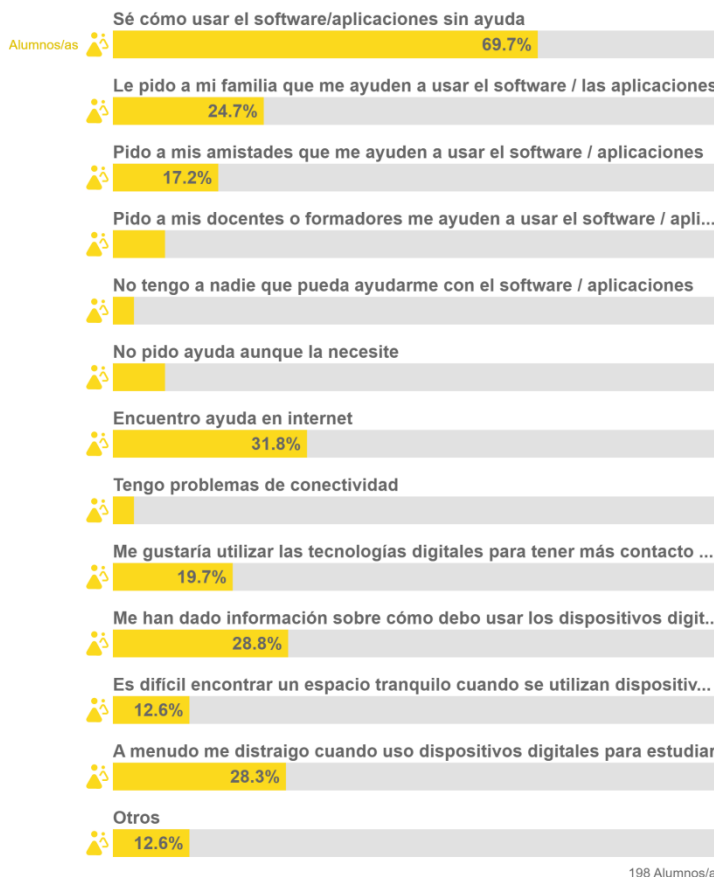 Sé cómo usar el software/aplicaciones sin ayuda
Alumnos/as
69.7%
Le pido a mi familia que me ayuden a usar el software / las aplicaciones
24.7%
Pido a mis amistades que me ayuden a usar el software / aplicaciones
17.2%
Pido a mis docentes o formadores me ayuden a usar el software / apli...
No tengo a nadie que pueda ayudarme con el software / aplicaciones
No pido ayuda aunque la necesite
Encuentro ayuda en internet
31.8%
Tengo problemas de conectividad
Me gustaría utilizar las tecnologías digitales para tener más contacto ...
19.7%
Me han dado información sobre cómo debo usar los dispositivos digit...
28.8%
Es difícil encontrar un espacio tranquilo cuando se utilizan dispositiv...
12.6%
A menudo me distraigo cuando uso dispositivos digitales para estudiar
28.3%
Otros
12.6%
198 Alumnos/a